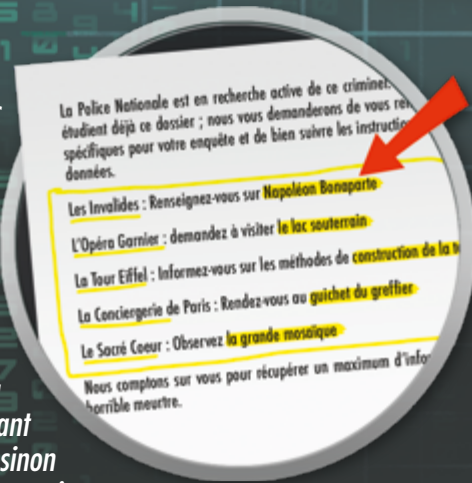 La Police Nationale est en recherche active de ce criminel.
étudient déjà ce dossier ; nous vous demanderons de vous
spécifiques pour votre enquête et de bien suivre les
données.
Les Invalides : Renseignez-vous sur Napoléon Bonaparte
L'Opéra Garnier : demandez à visiter le lac souterrain
La Tour Eiffel : Informez-vous sur les méthodes de construction de la
La Conciergerie de Paris : Rendez-vous au guichet du greffier
Le Sacré Coeur : Observez la grande mosaïque
Nous comptons sur vous pour récupérer un maximum
horrible meurtre.
sinon